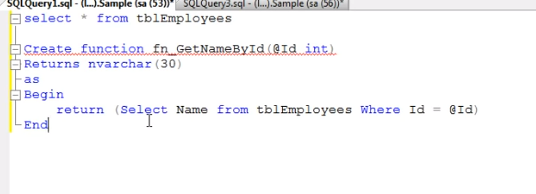 SQLQuery1.sql - (l...).Sample (sa (53))* SQLQuery3.sql - (l...).Sample (sa (56))*
select * from tblEmployees
Create function fn_GetNameById(@Id int)
Returns nvarchar(30)
as
Begin
return (Select Name from tblEmployees Where Id = @Id)
End